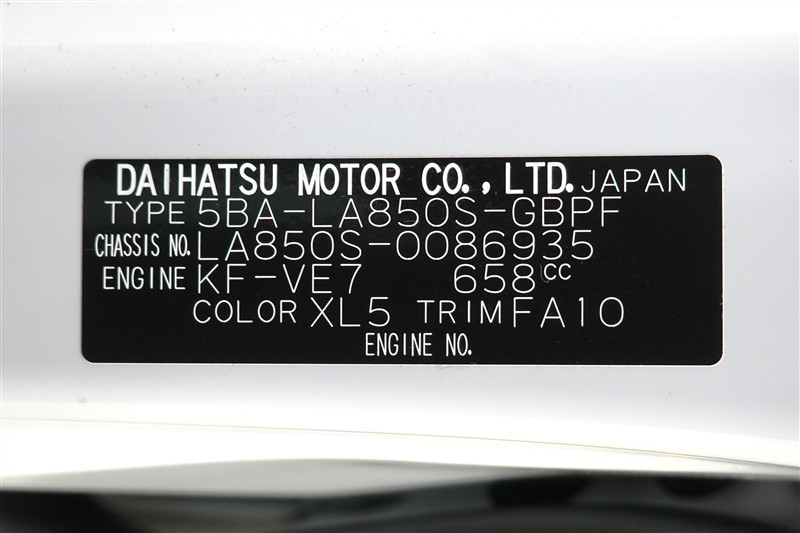 DAIHATSU MOTOR CO., LTD. JAPAN
TYPE 5BA-LA850S-GBPF
CHASSIS NO. LA850S-0086935
ENGINE KF-VE7 658cc
COLOR XL5 TRIM FA10
ENGINE NO.